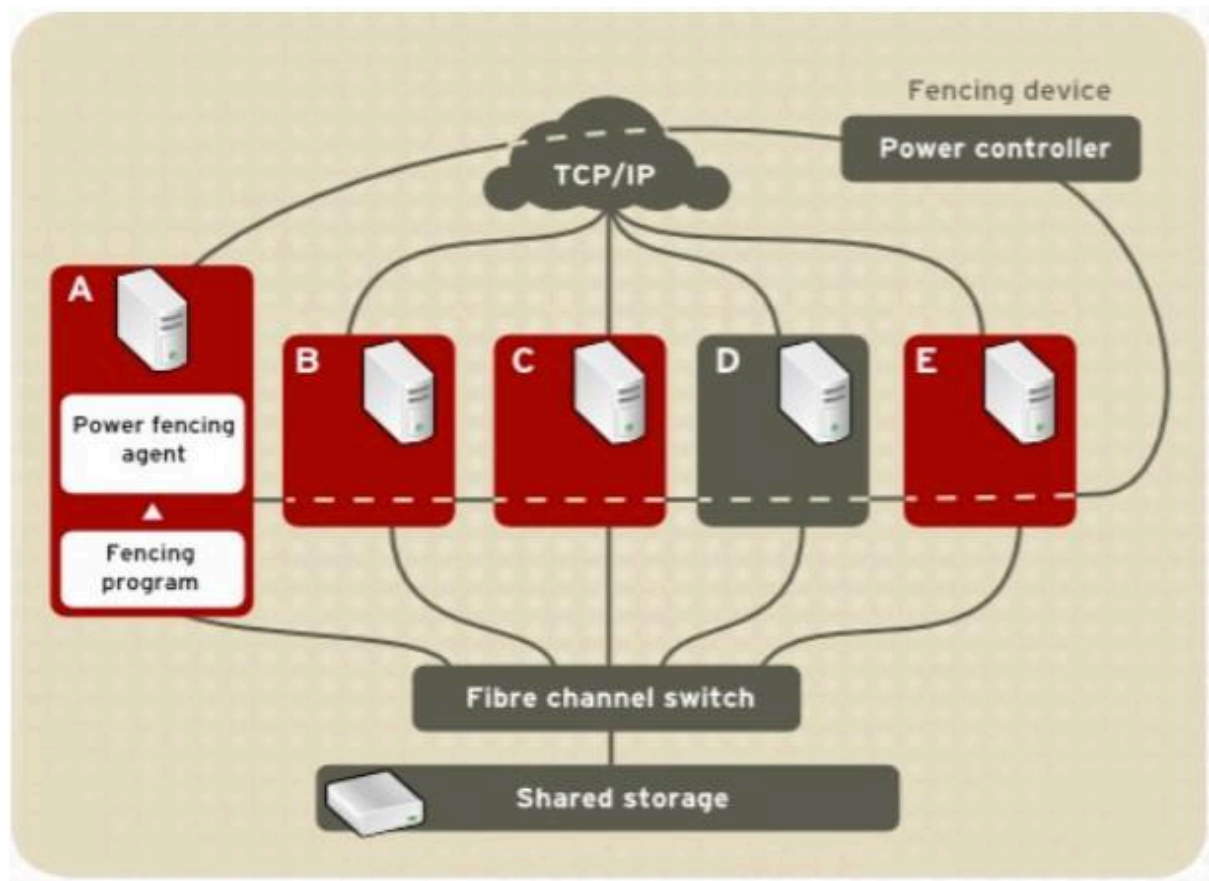 Fencing device
Power controller
TCP/IP
A
B
C
D
E
Power fencing
agent
Fencing
program
Fibre channel switch
Shared storage